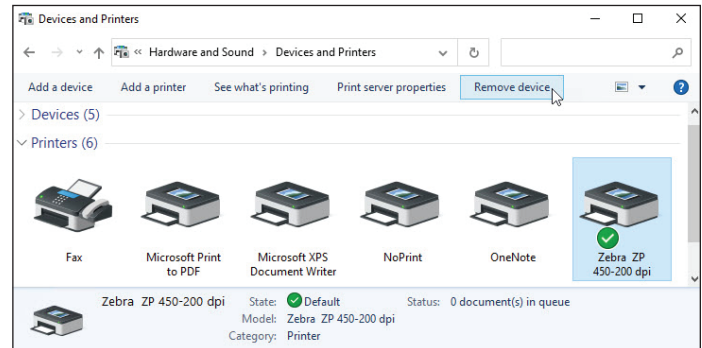 Devices and Printers
« Hardware and Sound > Devices and Printers
Add a device Add a printer See what's printing Print server properties Remove device
Devices (5)
Printers (6)
Fax
Microsoft Print
to PDF
Microsoft XPS
Document Writer
NoPrint
OneNote
Zebra ZP
450-200 dpi
Zebra ZP 450-200 dpi State: Default Status: 0 document(s) in queue
Model: Zebra ZP 450-200 dpi
Category: Printer